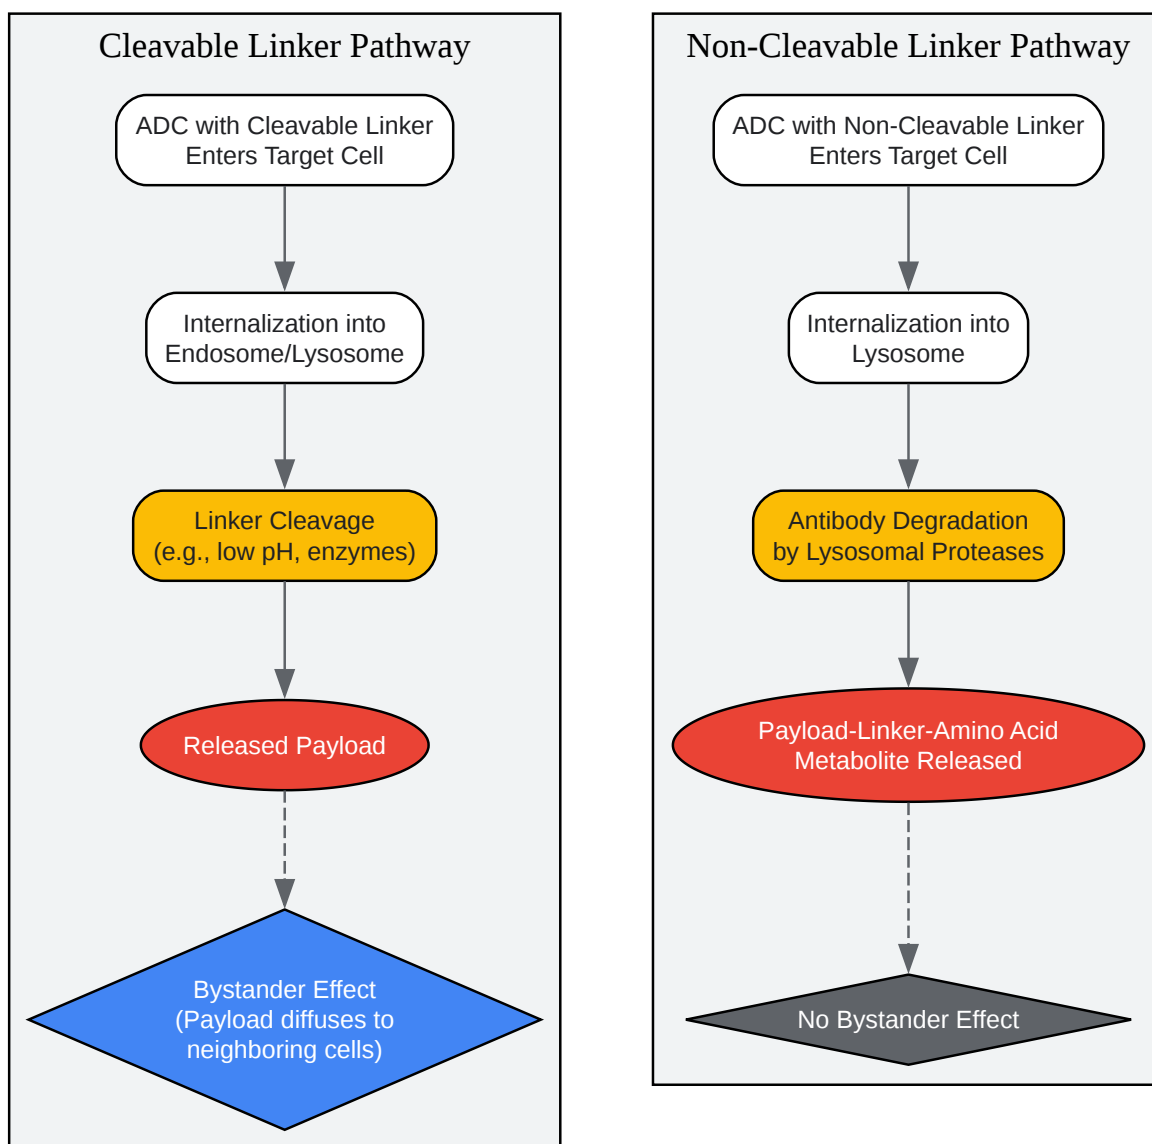 Cleavable Linker Pathway
ADC with Cleavable Linker
Enters Target Cell
Internalization into
Endosome/Lysosome
Linker Cleavage
(e.g., low pH, enzymes)
Released Payload
Bystander Effect
(Payload diffuses to
neighboring cells)
Non-Cleavable Linker Pathway
ADC with Non-Cleavable Linker
Enters Target Cell
Internalization into
Lysosome
Antibody Degradation
by Lysosomal Proteases
Payload-Linker-Amino Acid
Metabolite Released
No Bystander Effect